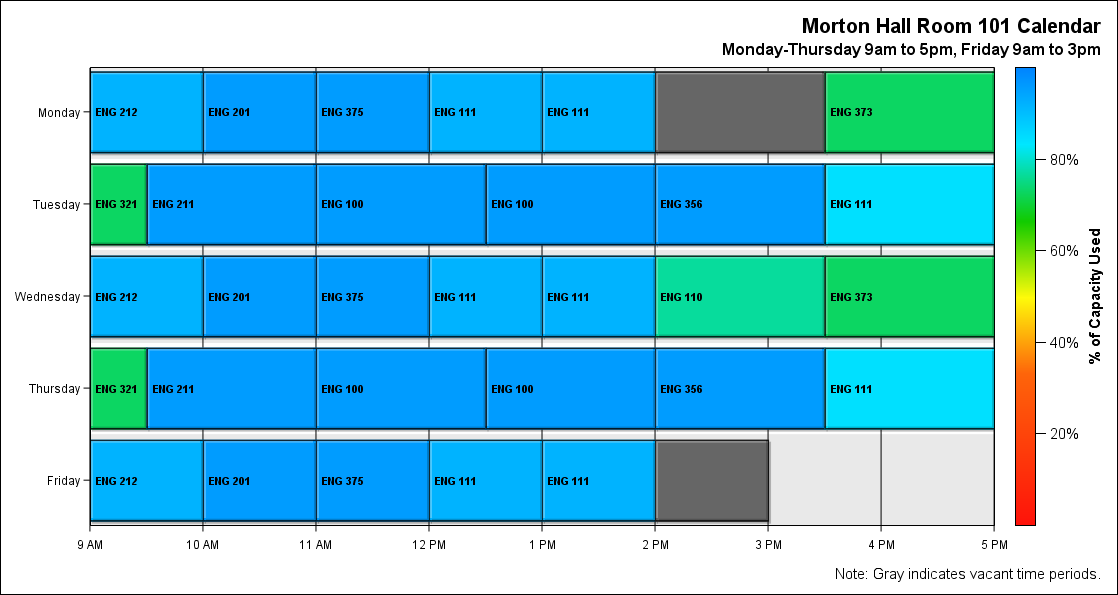 Morton Hall Room 101 Calendar
Monday-Thursday 9am to 5pm, Friday 9am to 3pm
Monday
ENG 212 ENG 201 ENG 375 ENG 111 ENG 111 ENG 373
Tuesday
ENG 321 ENG 211 ENG 100 ENG 100 ENG 356 ENG 111
Wednesday
ENG 212 ENG 201 ENG 375 ENG 111 ENG 111 ENG 110 ENG 373
Thursday
ENG 321 ENG 211 ENG 100 ENG 100 ENG 356 ENG 111
Friday
ENG 212 ENG 201 ENG 375 ENG 111 ENG 111
9 AM 10 AM 11 AM 12 PM 1 PM 2 PM 3 PM 4 PM 5 PM
80%
60%
40%
20%
% of Capacity Used
Note: Gray indicates vacant time periods.